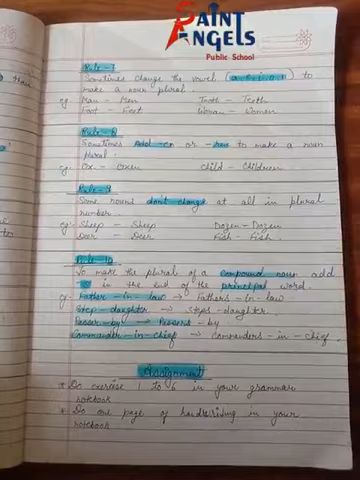 SAINT
ANGELS
Public School
Rule-7
Sometimes change the vowel (a.e.i.o.u) to
make a noun plural.
eg: Man - Men Tooth - Teeth
Foot - Feet Woman - Women
Rule-8
Sometimes Add -en or -ren to make a noun
plural.
eg: Ox - Oxen Child - Children
Rule-9
Some nouns don't change at all in plural
number.
eg: Sheep - Sheep Dozen - Dozen
Deer - Deer Fish - Fish.
Rule-10
To make the plural of a compound noun add
in the end of the principal word.
eg: Father-in-law → Fathers-in-law
Step-daughter → Steps-daughter.
Passer-by → Passers-by
Commander-in-chief → commanders-in-chief
Assignment
* Do exercise 1 to 6 in your grammar
notebook
* Do one page of handwriting in your
notebook